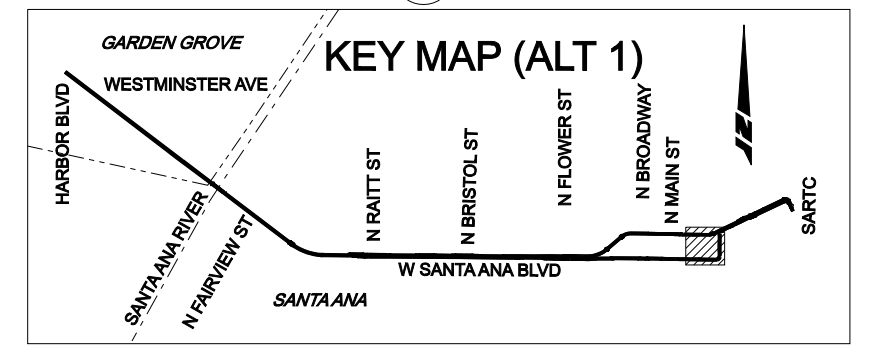 KEY MAP (ALT 1)
GARDEN GROVE
WESTMINSTER AVE
HARBOR BLVD
SANTA ANA RIVER
N FAIRVIEW ST
N RAITT ST
N BRISTOL ST
N FLOWER ST
N BROADWAY
N MAIN ST
SARTC
W SANTA ANA BLVD
SANTA ANA